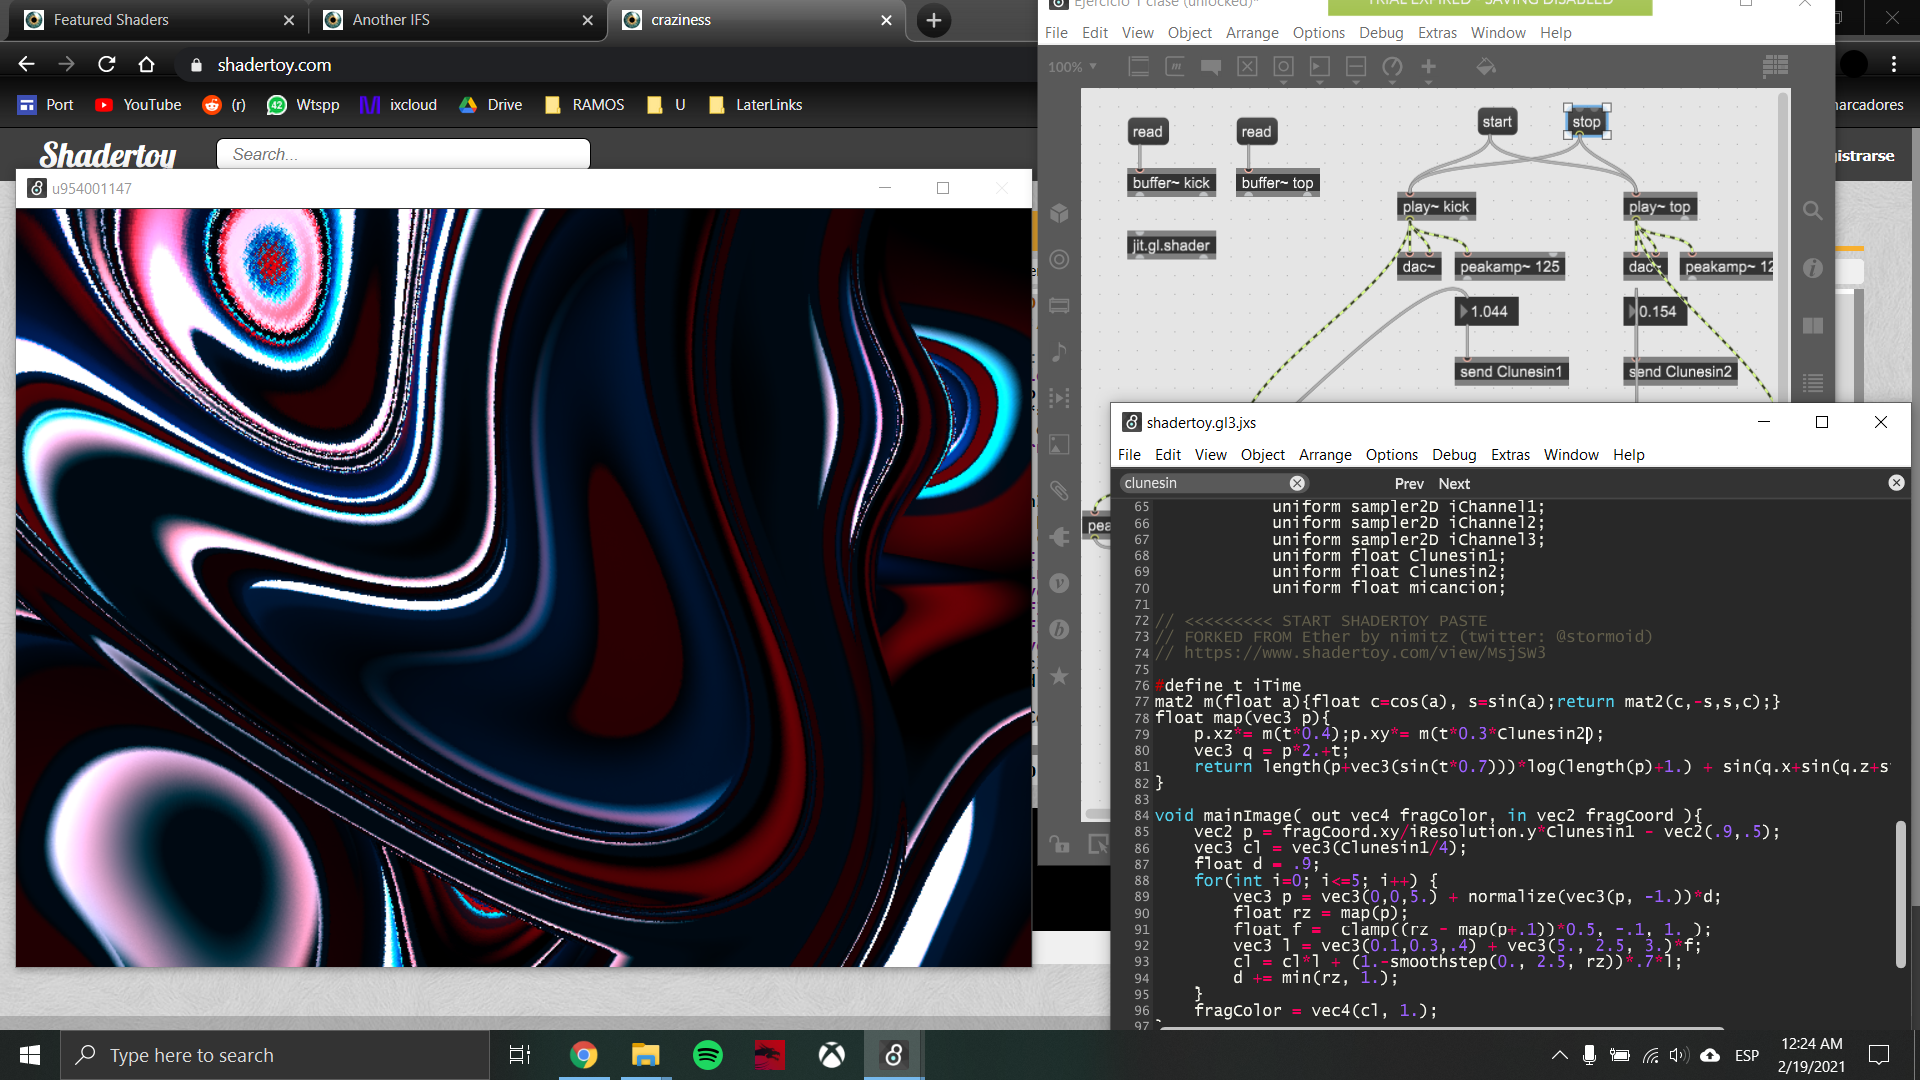 Featured Shaders
Another IFS
craziness
shadertoy.com
Port
YouTube
(r)
42
Wtspp
ixcloud
Drive
RAMOS
U
LaterLinks
Shadertoy
Search...
u954001147
Ejercicio 1 clase (unlocked)*
TRIAL EXPIRED - SAVING DISABLED
File Edit View Object Arrange Options Debug Extras Window Help
100%
read
read
start
stop
buffer~ kick
buffer~ top
play~ kick
play~ top
jit.gl.shader
dac~
peakamp~ 125
dac~
peakamp~ 12
1.044
0.154
send Clunesin1
send Clunesin2
pea
shadertoy.gl3.jxs
File Edit View Object Arrange Options Debug Extras Window Help
clunesin
Prev Next
65 uniform sampler2D iChannel1;
66 uniform sampler2D iChannel2;
67 uniform sampler2D iChannel3;
68 uniform float Clunesin1;
69 uniform float Clunesin2;
70 uniform float micancion;
71
72 // <<<<<<<<< START SHADERTOY PASTE
73 // FORKED FROM Ether by nimitz (twitter: @stormoid)
74 // https://www.shadertoy.com/view/MsjSW3
75
76 #define t iTime
77 mat2 m(float a){float c=cos(a), s=sin(a);return mat2(c,-s,s,c);}
78 float map(vec3 p){
79 p.xz*= m(t*0.4);p.xy*= m(t*0.3*Clunesin2);
80 vec3 q = p*2.+t;
81 return length(p+vec3(sin(t*0.7)))*log(length(p)+1.) + sin(q.x+sin(q.z+s
82 }
83
84 void mainImage( out vec4 fragColor, in vec2 fragCoord ){
85 vec2 p = fragCoord.xy/iResolution.y*Clunesin1 - vec2(.9,.5);
86 vec3 cl = vec3(Clunesin1/4);
87 float d = .9;
88 for(int i=0; i<=5; i++) {
89 vec3 p = vec3(0,0,5.) + normalize(vec3(p, -1.))*d;
90 float rz = map(p);
91 float f =  clamp((rz - map(p+.1))*0.5, -.1, 1. );
92 vec3 l = vec3(0.1,0.3,.4) + vec3(5., 2.5, 3.)*f;
93 cl = cl*l + (1.-smoothstep(0., 2.5, rz))*.7*l;
94 d += min(rz, 1.);
95 }
96 fragColor = vec4(cl, 1.);
97
marcadores
istrarse
Type here to search
ESP
12:24 AM
2/19/2021